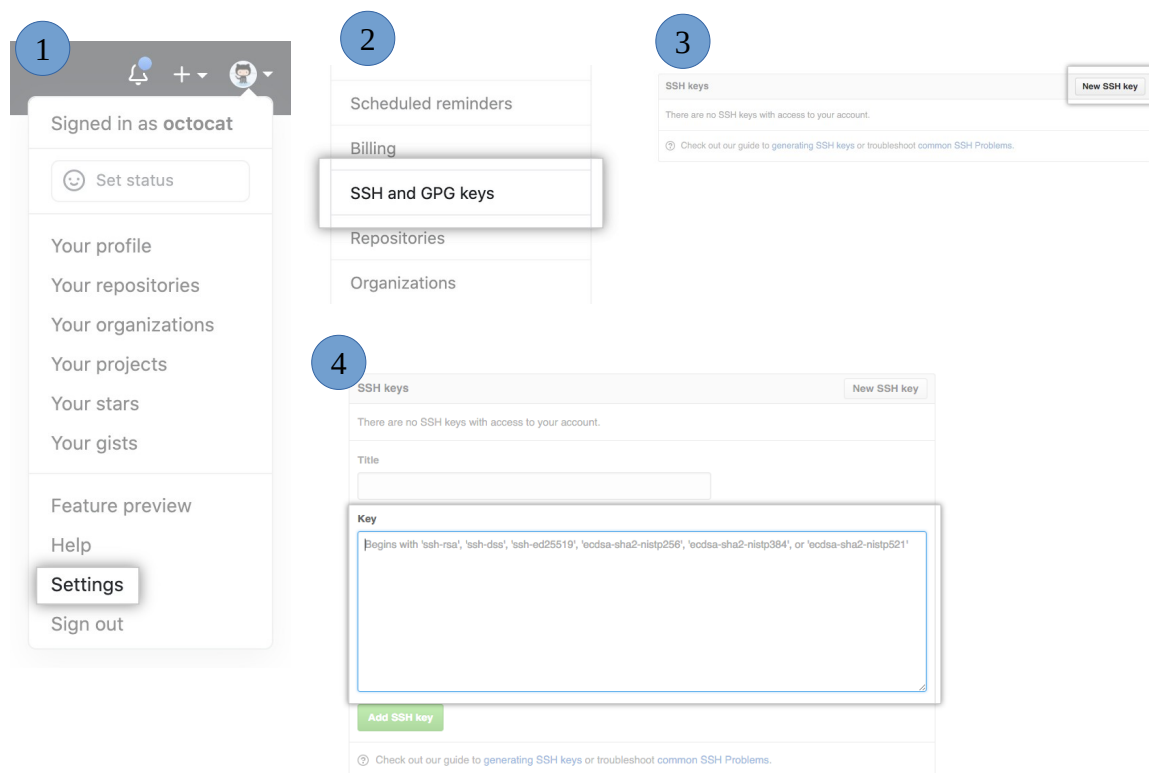 1
Signed in as octocat
Set status
Your profile
Your repositories
Your organizations
Your projects
Your stars
Your gists
Feature preview
Help
Settings
Sign out
2
Scheduled reminders
Billing
SSH and GPG keys
Repositories
Organizations
3
SSH keys
New SSH key
There are no SSH keys with access to your account.
Check out our guide to generating SSH keys or troubleshoot common SSH Problems.
4
SSH keys
New SSH key
There are no SSH keys with access to your account.
Title
Key
Begins with 'ssh-rsa', 'ssh-dss', 'ssh-ed25519', 'ecdsa-sha2-nistp256', 'ecdsa-sha2-nistp384', or 'ecdsa-sha2-nistp521'
Add SSH key
Check out our guide to generating SSH keys or troubleshoot common SSH Problems.